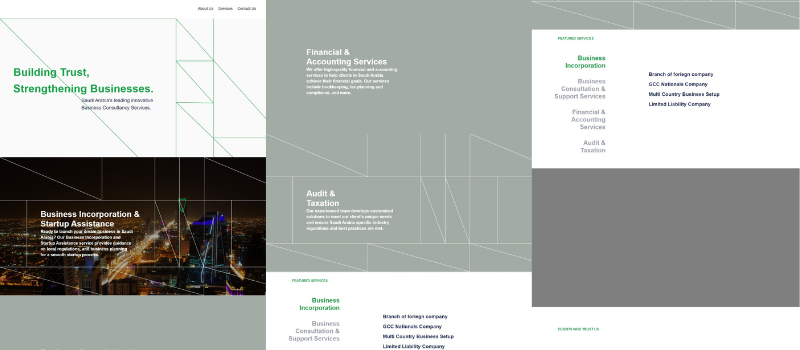 About Us Services Contact Us
Building Trust,
Strengthening Businesses.
Saudi Arabia's leading innovative
Business Consultancy Services.
Business Incorporation &
Startup Assistance
Ready to launch your dream business in Saudi
Arabia? Our Business Incorporation and
Startup Assistance service provides guidance
on local regulations, and business planning
for a smooth startup process.
Financial &
Accounting Services
We offer high-quality financial and accounting
services to help clients in Saudi Arabia
achieve their financial goals. Our services
include bookkeeping, tax planning and
compliance, and more.
Audit &
Taxation
Our experienced team develops customized
solutions to meet our client's unique needs
and ensure Saudi Arabia-specific industry
regulations and best practices are met.
FEATURED SERVICES
Business
Incorporation
Business
Consultation &
Support Services
Branch of foriegn company
GCC Nationals Company
Multi Country Business Setup
Limited Liability Company
FEATURED SERVICES
Business
Incorporation
Business
Consultation &
Support Services
Financial &
Accounting
Services
Audit &
Taxation
Branch of foriegn company
GCC Nationals Company
Multi Country Business Setup
Limited Liability Company
CLIENTS WHO TRUST US